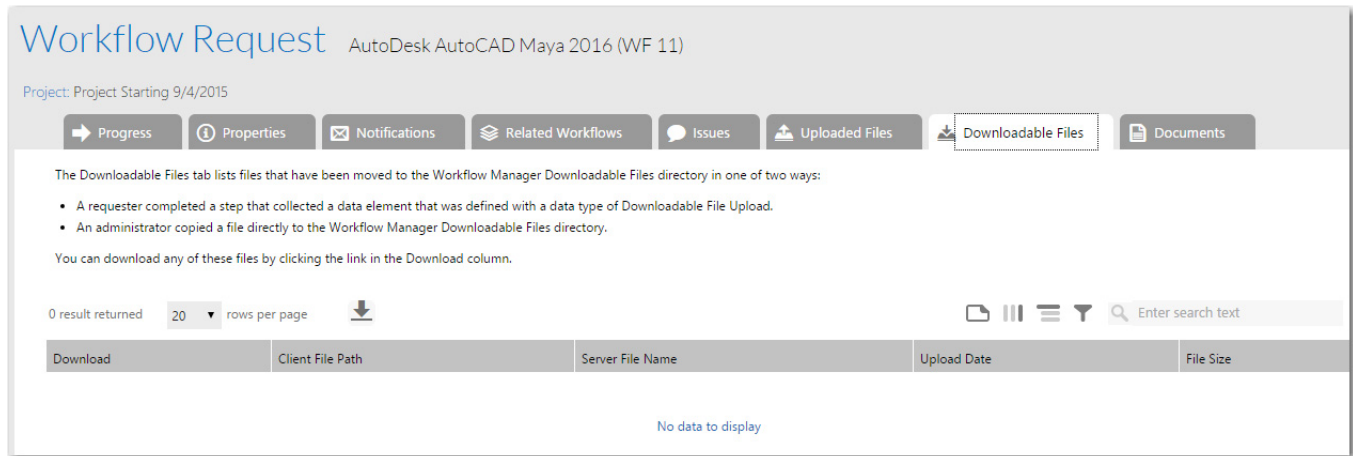 Workflow Request AutoDesk AutoCAD Maya 2016 (WF 11)
Project: Project Starting 9/4/2015
Progress Properties Notifications Related Workflows Issues Uploaded Files Downloadable Files Documents
The Downloadable Files tab lists files that have been moved to the Workflow Manager Downloadable Files directory in one of two ways:
• A requester completed a step that collected a data element that was defined with a data type of Downloadable File Upload.
• An administrator copied a file directly to the Workflow Manager Downloadable Files directory.
You can download any of these files by clicking the link in the Download column.
0 result returned 20 rows per page Enter search text
Download Client File Path Server File Name Upload Date File Size
No data to display